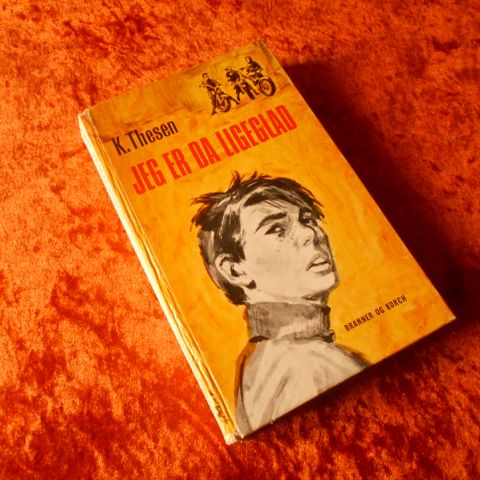 K. Thesen
JEG ER DA LIGEGLAD
BRANNER OG KORCH